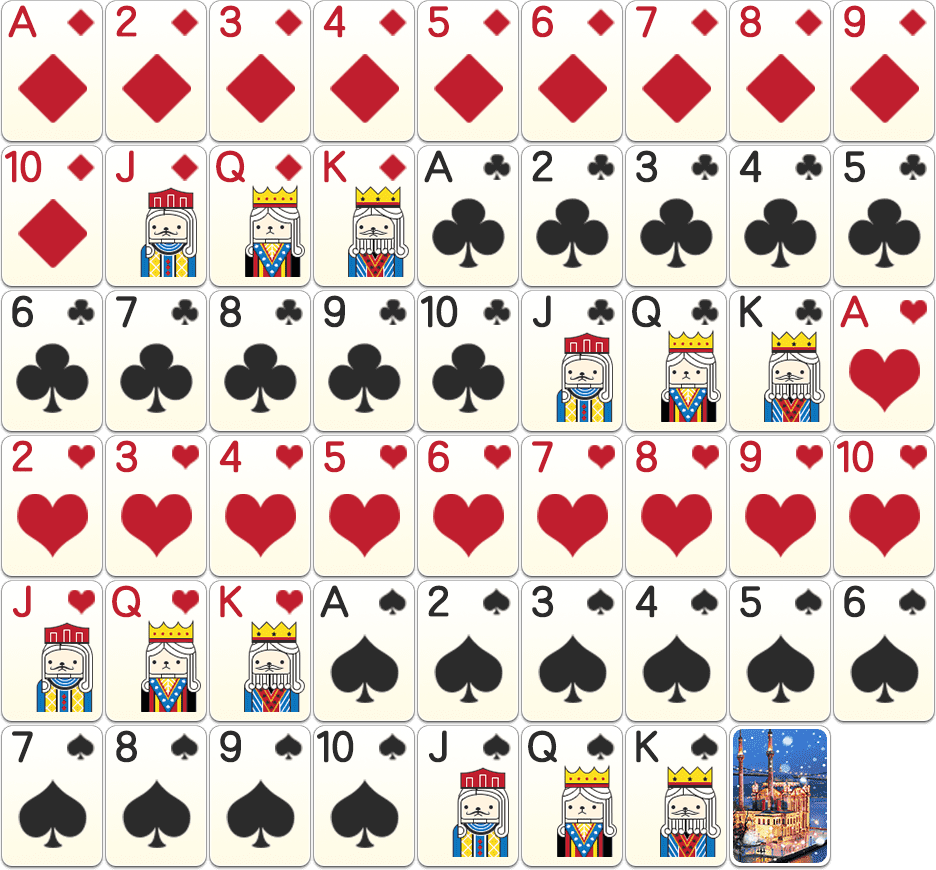 A 2 3 4 5 6 7 8 9
10 J Q K A 2 3 4 5
6 7 8 9 10 J Q K A
2 3 4 5 6 7 8 9 10
J Q K A 2 3 4 5 6
7 8 9 10 J Q K